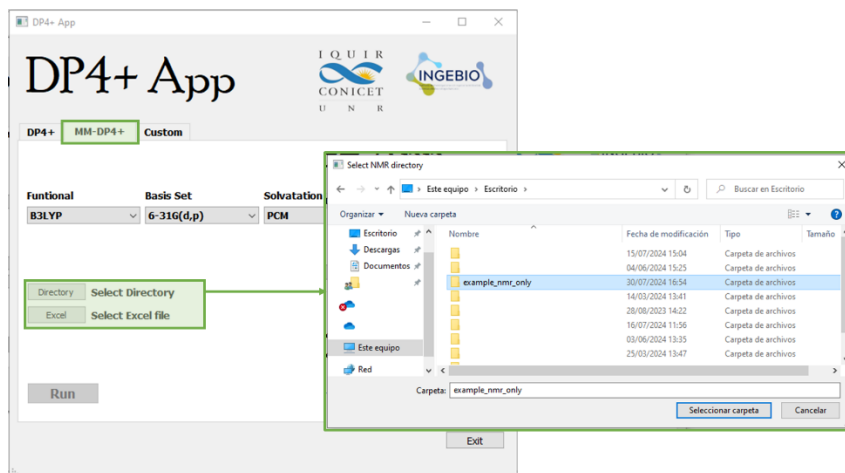 DP4+ App
DP4+ App
I Q U I R
CONICET
U N R
INGEBIO
DP4+ MM-DP4+ Custom
Funtional Basis Set Solvatation
B3LYP 6-31G(d,p) PCM
Directory Select Directory
Excel Select Excel file
Run
Exit
Select NMR directory
Este equipo › Escritorio ›
Buscar en Escritorio
Organizar Nueva carpeta
Escritorio
Descargas
Documentos
Este equipo
Red
Nombre Fecha de modificación Tipo Tamaño
15/07/2024 15:04 Carpeta de archivos
04/06/2024 15:25 Carpeta de archivos
example_nmr_only 30/07/2024 16:54 Carpeta de archivos
14/03/2024 13:41 Carpeta de archivos
28/08/2023 14:22 Carpeta de archivos
16/07/2024 11:56 Carpeta de archivos
03/06/2024 13:35 Carpeta de archivos
25/03/2024 13:47 Carpeta de archivos
Carpeta: example_nmr_only
Seleccionar carpeta Cancelar